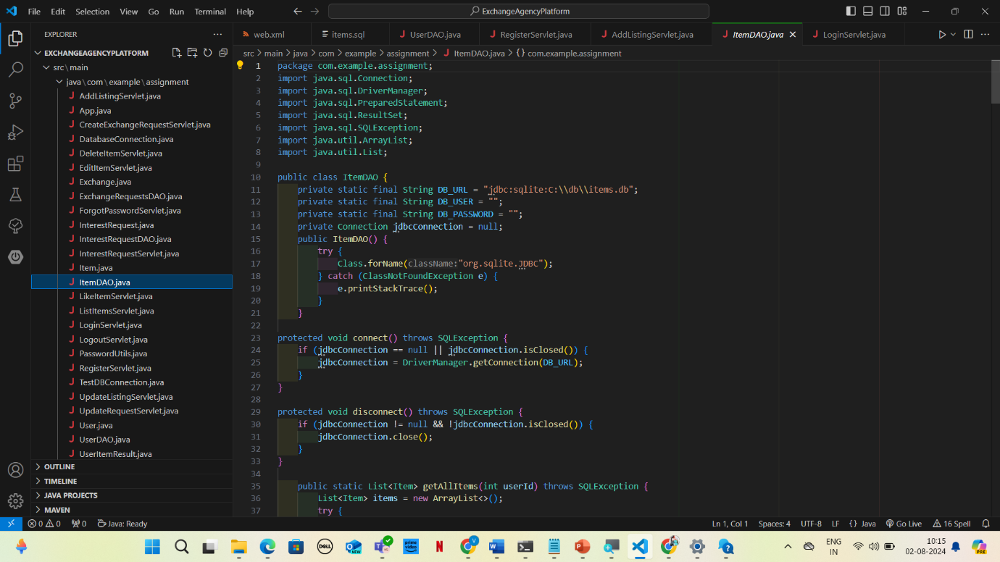 File Edit Selection View Go Run Terminal Help
ExchangeAgencyPlatform
EXPLORER
EXCHANGEAGENCYPLATFORM
src\main
java\com\example\assignment
AddListingServlet.java
App.java
CreateExchangeRequestServlet.java
DatabaseConnection.java
DeleteItemServlet.java
EditItemServlet.java
Exchange.java
ExchangeRequestsDAO.java
ForgotPasswordServlet.java
InterestRequest.java
InterestRequestDAO.java
InterestRequestServlet.java
Item.java
ItemDAO.java
LikeItemServlet.java
ListItemsServlet.java
LoginServlet.java
LogoutServlet.java
PasswordUtils.java
RegisterServlet.java
TestDBConnection.java
UpdateListingServlet.java
UpdateRequestServlet.java
User.java
UserDAO.java
UserItemResult.java
OUTLINE
TIMELINE
JAVA PROJECTS
MAVEN
web.xml items.sql UserDAO.java RegisterServlet.java AddListingServlet.java ItemDAO.java LoginServlet.java
src > main > java > com > example > assignment > J ItemDAO.java > {} com.example.assignment
1 package com.example.assignment;
2 import java.sql.Connection;
3 import java.sql.DriverManager;
4 import java.sql.PreparedStatement;
5 import java.sql.ResultSet;
6 import java.sql.SQLException;
7 import java.util.ArrayList;
8 import java.util.List;
9
10 public class ItemDAO {
11 private static final String DB_URL = "jdbc:sqlite:C:\\db\\items.db";
12 private static final String DB_USER = "";
13 private static final String DB_PASSWORD = "";
14 private Connection jdbcConnection = null;
15 public ItemDAO() {
16 try {
17 Class.forName(className:"org.sqlite.JDBC");
18 } catch (ClassNotFoundException e) {
19 e.printStackTrace();
20 }
21 }
22
23 protected void connect() throws SQLException {
24 if (jdbcConnection == null || jdbcConnection.isClosed()) {
25 jdbcConnection = DriverManager.getConnection(DB_URL);
26 }
27 }
28
29 protected void disconnect() throws SQLException {
30 if (jdbcConnection != null && !jdbcConnection.isClosed()) {
31 jdbcConnection.close();
32 }
33 }
34
35 public static List<Item> getAllItems(int userId) throws SQLException {
36 List<Item> items = new ArrayList<>();
37 try {
0 0 0 Java: Ready Ln 1, Col 1 Spaces: 4 UTF-8 LF {} Java Go Live 16 Spell
DELL NEW prime video N V ENG IN 10:15 02-08-2024 PRE